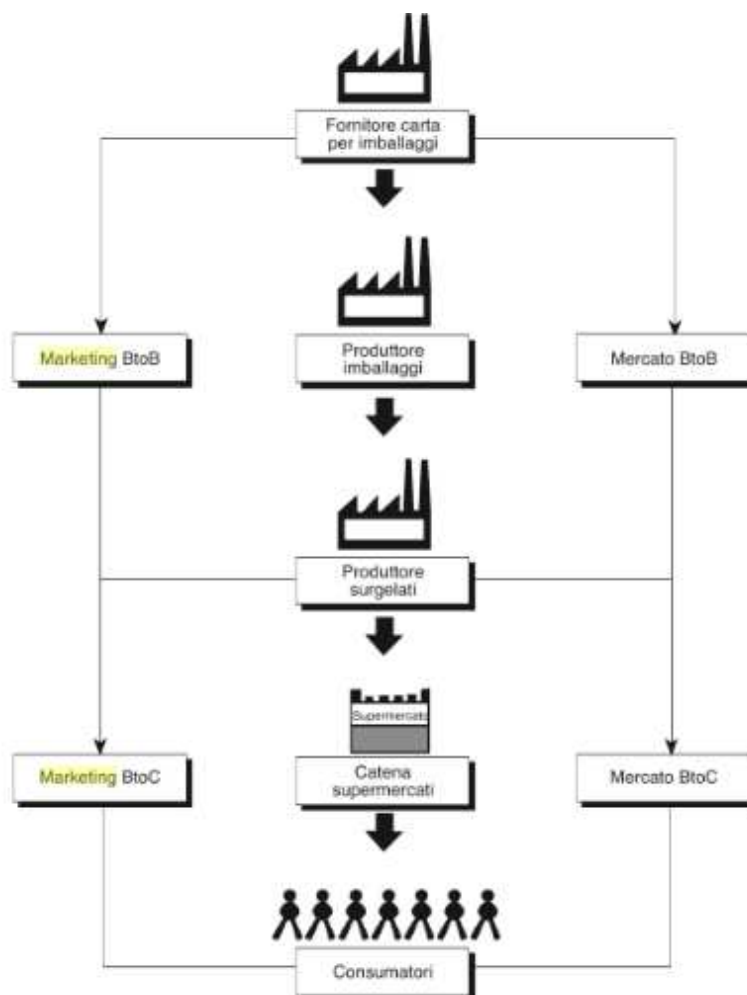 Fornitore carta
per imballaggi
Marketing BtoB
Produttore
imballaggi
Mercato BtoB
Produttore
surgelati
Supermercato
Marketing BtoC
Catena
supermercati
Mercato BtoC
Consumatori